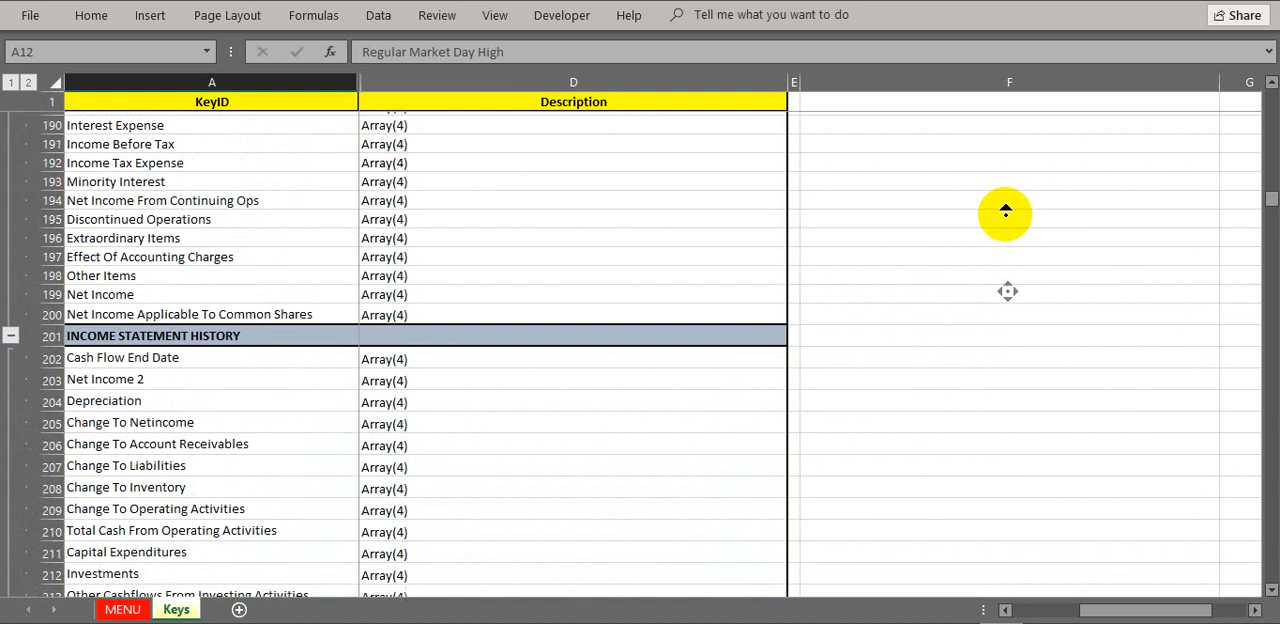 File Home Insert Page Layout Formulas Data Review View Developer Help Tell me what you want to do Share
A12 fx Regular Market Day High
1 2 A D E F G
1 KeyID Description
190 Interest Expense Array(4)
191 Income Before Tax Array(4)
192 Income Tax Expense Array(4)
193 Minority Interest Array(4)
194 Net Income From Continuing Ops Array(4)
195 Discontinued Operations Array(4)
196 Extraordinary Items Array(4)
197 Effect Of Accounting Charges Array(4)
198 Other Items Array(4)
199 Net Income Array(4)
200 Net Income Applicable To Common Shares Array(4)
201 INCOME STATEMENT HISTORY
202 Cash Flow End Date Array(4)
203 Net Income 2 Array(4)
204 Depreciation Array(4)
205 Change To Netincome Array(4)
206 Change To Account Receivables Array(4)
207 Change To Liabilities Array(4)
208 Change To Inventory Array(4)
209 Change To Operating Activities Array(4)
210 Total Cash From Operating Activities Array(4)
211 Capital Expenditures Array(4)
212 Investments Array(4)
213 Other Cashflows From Investing Activities Array(4)
MENU Keys